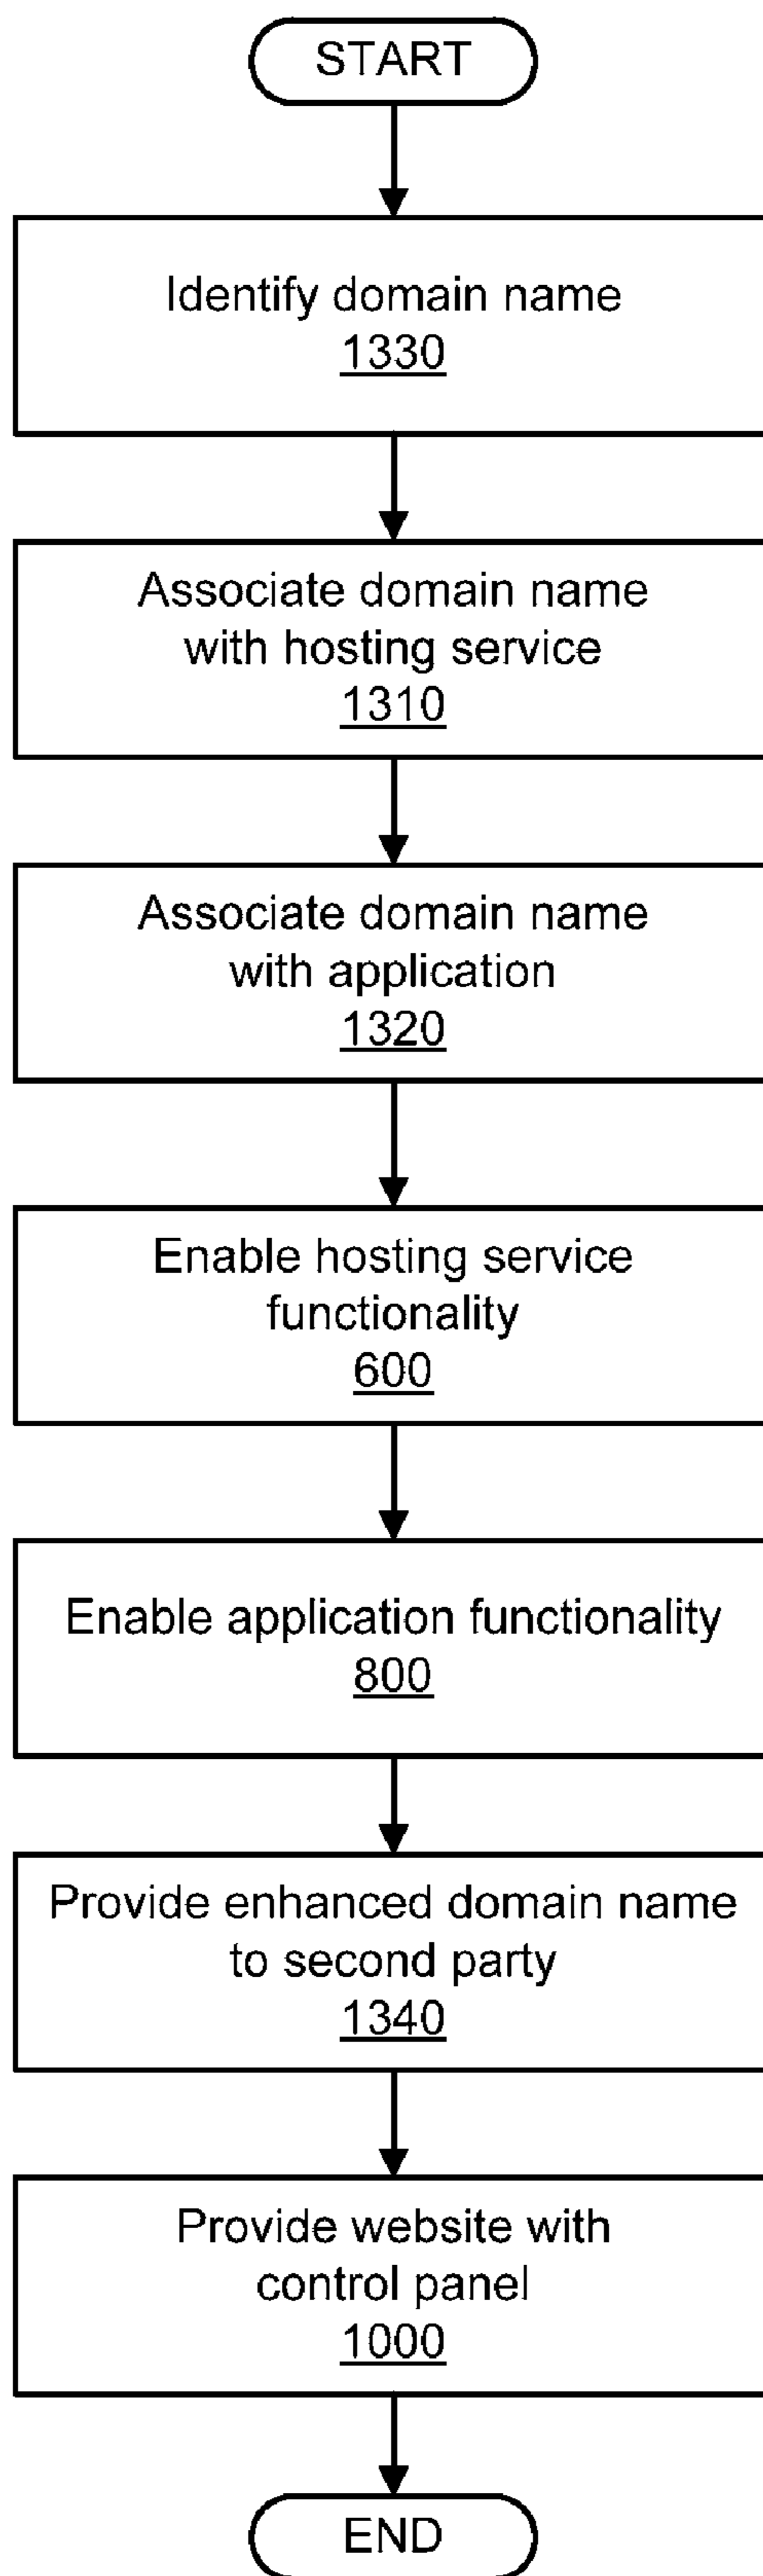 START
Identify domain name
1330
Associate domain name
with hosting service
1310
Associate domain name
with application
1320
Enable hosting service
functionality
600
Enable application functionality
800
Provide enhanced domain name
to second party
1340
Provide website with
control panel
1000
END